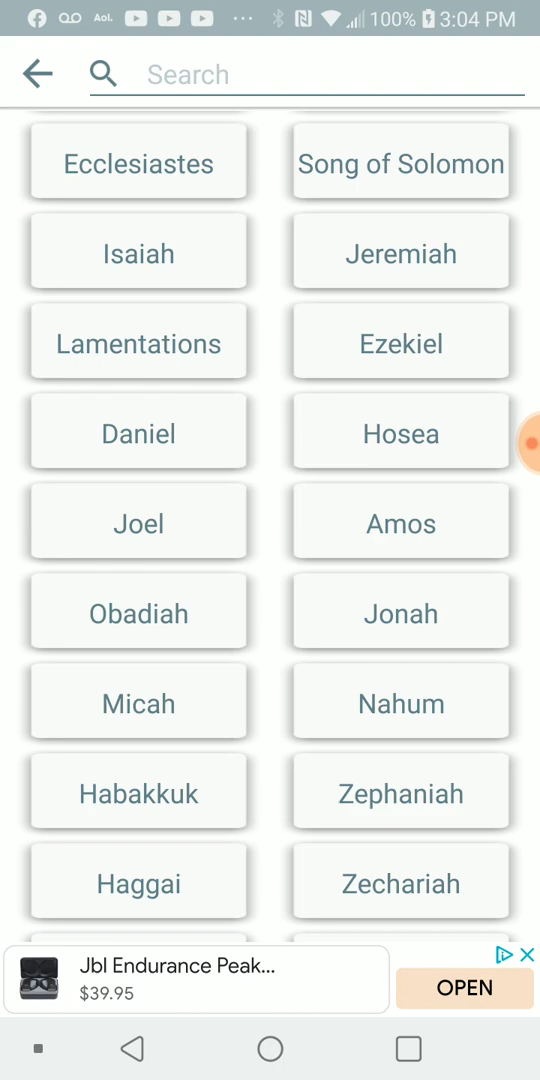 Aol.
100% 3:04 PM
Search
Ecclesiastes Song of Solomon
Isaiah Jeremiah
Lamentations Ezekiel
Daniel Hosea
Joel Amos
Obadiah Jonah
Micah Nahum
Habakkuk Zephaniah
Haggai Zechariah
Jbl Endurance Peak...
$39.95
OPEN